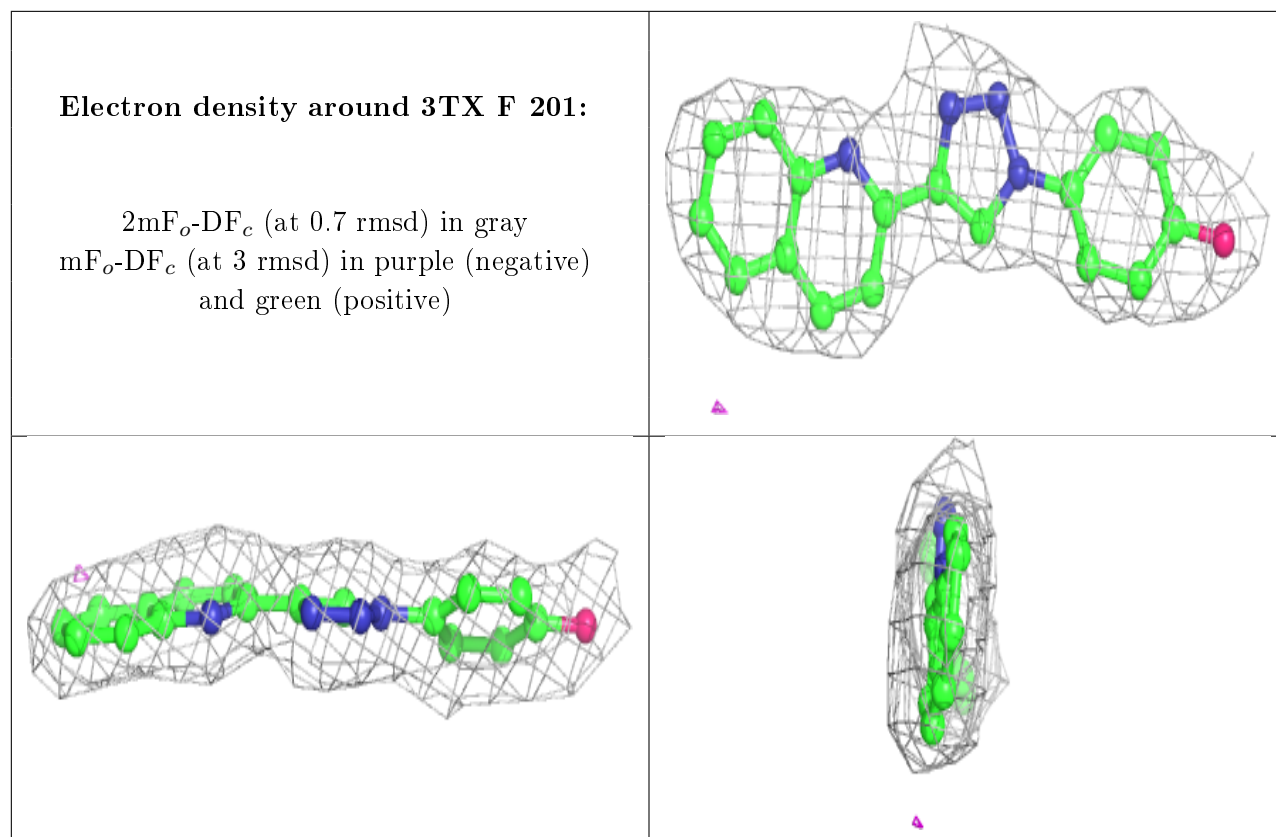 Electron density around 3TX F 201:
2mFo-DFc (at 0.7 rmsd) in gray
mFo-DFc (at 3 rmsd) in purple (negative)
and green (positive)